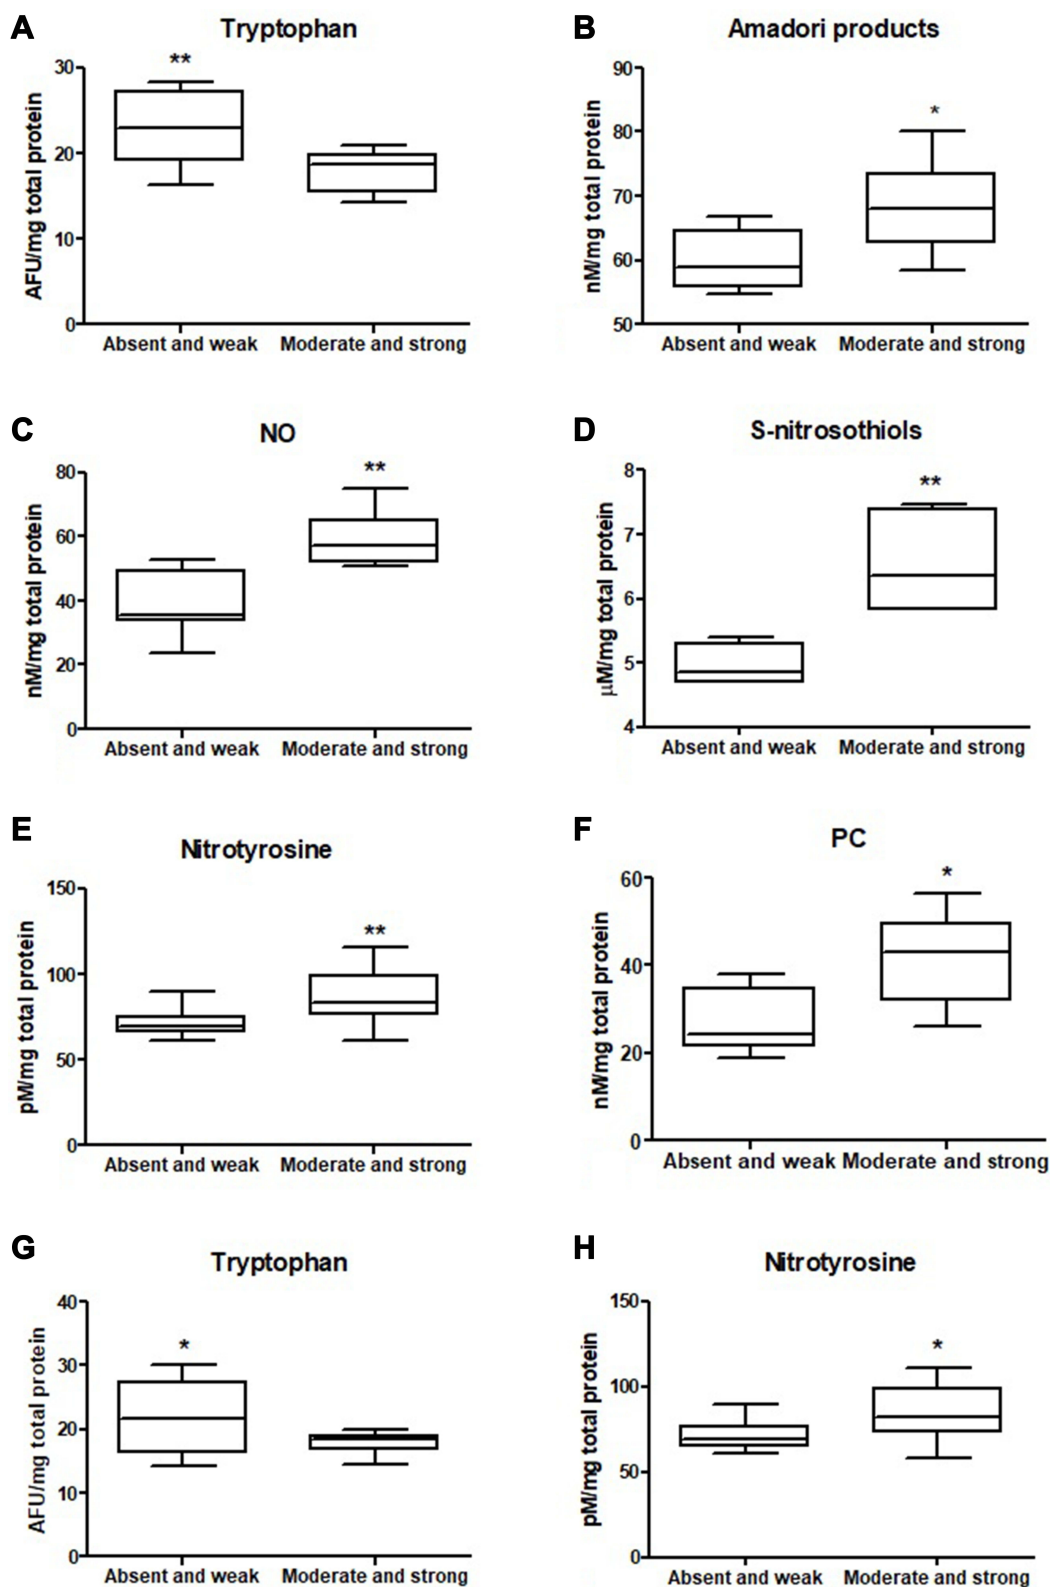 A
Tryptophan
**
AFU/mg total protein
30
20
10
0
Absent and weak
Moderate and strong
B
Amadori products
*
nM/mg total protein
90
80
70
60
50
Absent and weak
Moderate and strong
C
NO
**
nM/mg total protein
80
60
40
20
0
Absent and weak
Moderate and strong
D
S-nitrosothiols
**
µM/mg total protein
8
7
6
5
4
Absent and weak
Moderate and strong
E
Nitrotyrosine
**
pM/mg total protein
150
100
50
0
Absent and weak
Moderate and strong
F
PC
*
nM/mg total protein
60
40
20
0
Absent and weak
Moderate and strong
G
Tryptophan
*
AFU/mg total protein
40
30
20
10
0
Absent and weak
Moderate and strong
H
Nitrotyrosine
*
pM/mg total protein
150
100
50
0
Absent and weak
Moderate and strong